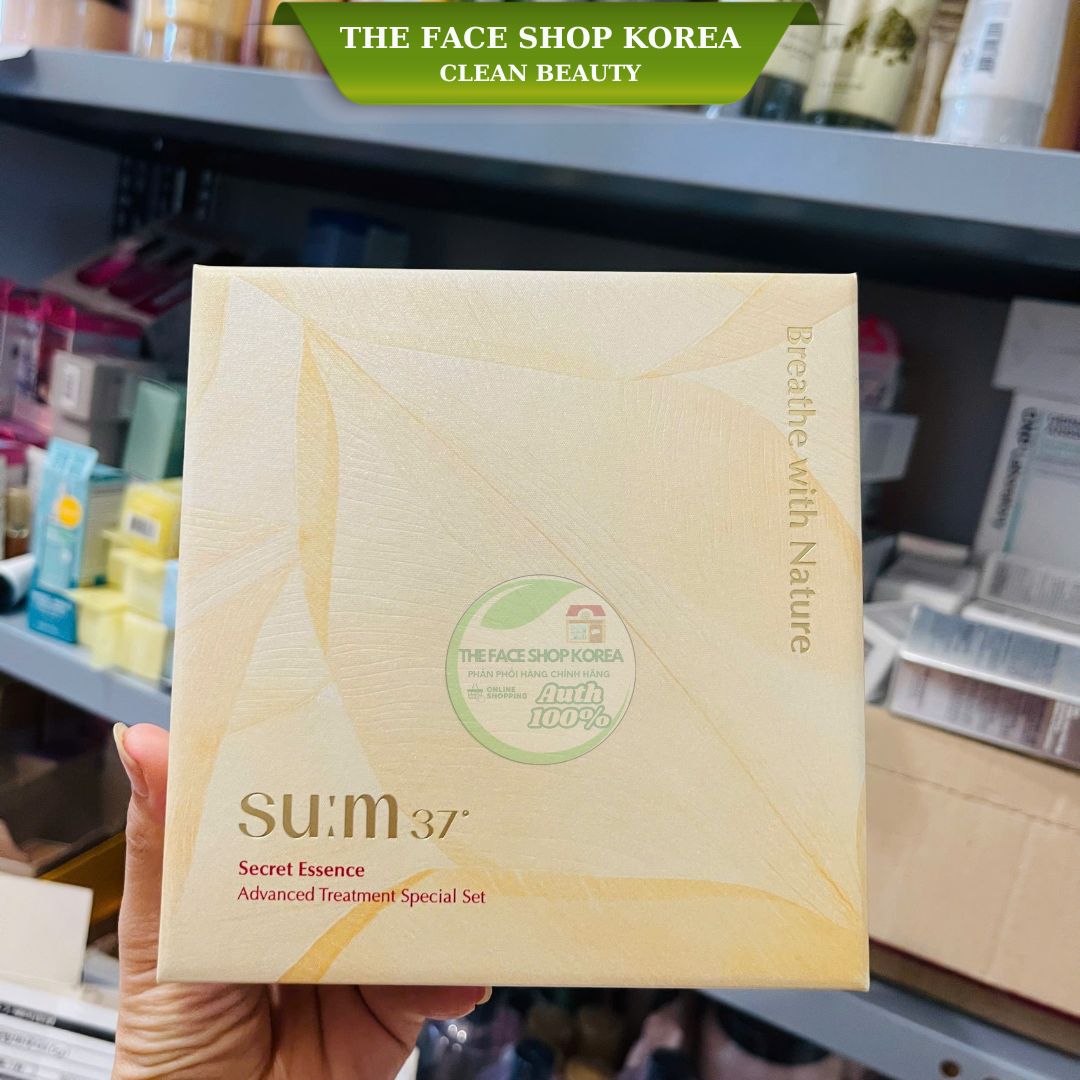 THE FACE SHOP KOREA
CLEAN BEAUTY
Breathe with Nature
THE FACE SHOP KOREA
PHÂN PHỐI HÀNG CHÍNH HÃNG
ONLINE
SHOPPING
Auth
100%
su:m 37°
Secret Essence
Advanced Treatment Special Set